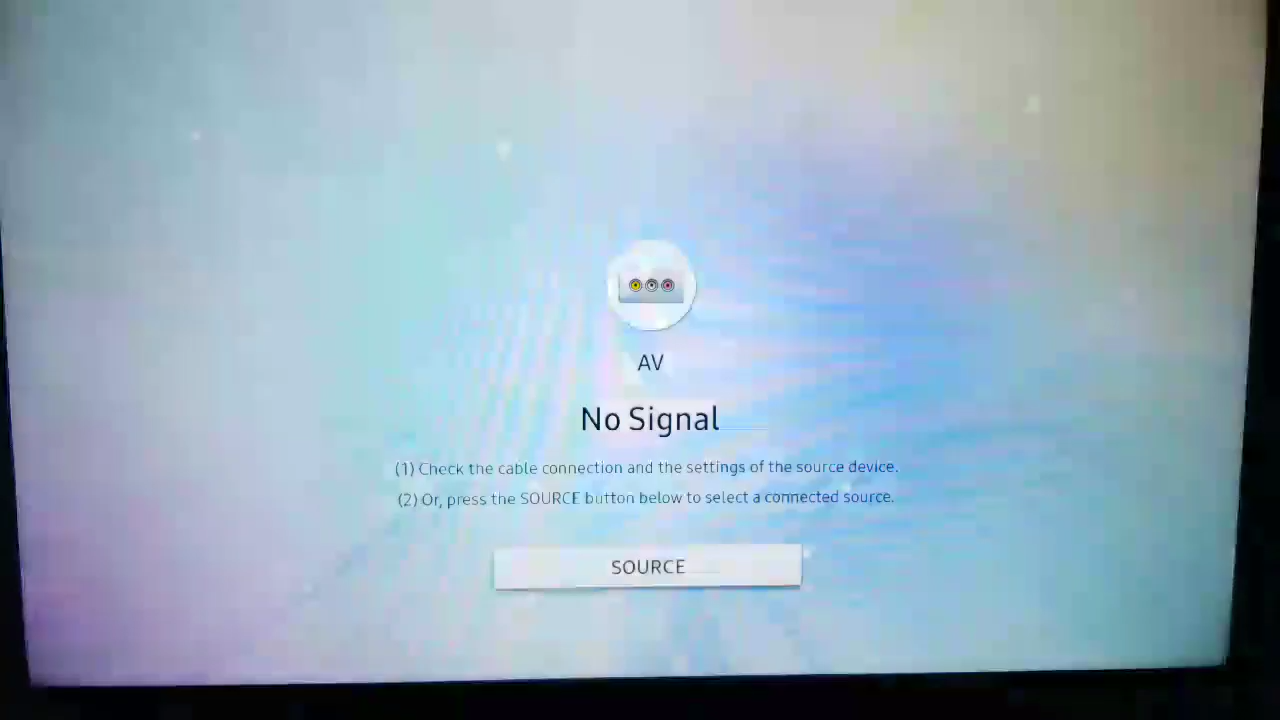 AV
No Signal
(1) Check the cable connection and the settings of the source device.
(2) Or, press the SOURCE button below to select a connected source.
SOURCE